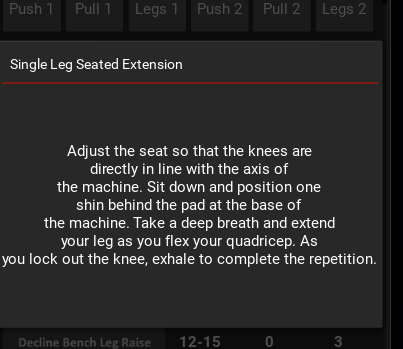 Push 1 Pull 1 Legs 1 Push 2 Pull 2 Legs 2
Single Leg Seated Extension
Adjust the seat so that the knees are
directly in line with the axis of
the machine. Sit down and position one
shin behind the pad at the base of
the machine. Take a deep breath and extend
your leg as you flex your quadricep. As
you lock out the knee, exhale to complete the repetition.
Decline Bench Leg Raise 12-15 0 3